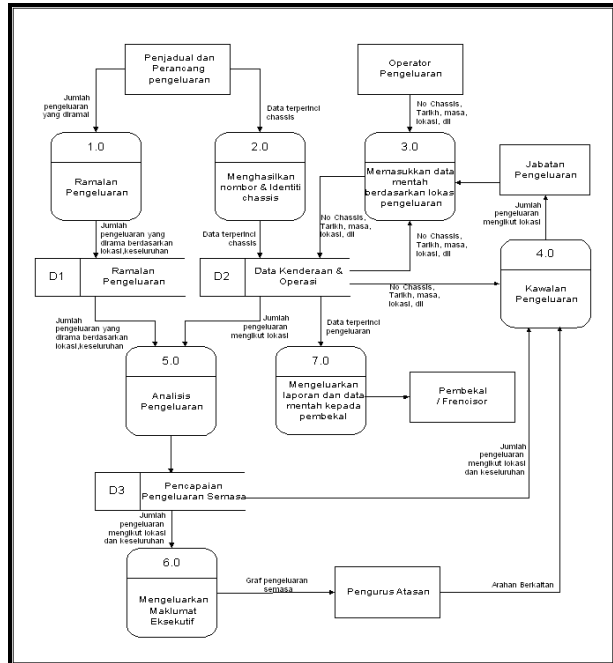 Penjadual dan
Perancang
pengeluaran
Operator
Pengeluaran
Jumlah
pengeluaran
yang diramal
Data terperinci
chassis
No Chassis,
Tarikh, masa,
lokasi, dll
1.0
Ramalan
Pengeluaran
2.0
Menghasilkan
nombor & Identiti
chassis
3.0
Memasukkan data
mentah
berdasarkan lokas
pengeluaran
Jabatan
Pengeluaran
Jumlah
pengeluaran yang
dirama berdasarkan
lokasi,keseluruhan
Data terperinci
chassis
No Chassis,
Tarikh, masa,
lokasi, dll
No Chassis,
Tarikh, masa,
lokasi, dll
Jumlah
pengeluaran
mengikut lokasi
4.0
Kawalan
Pengeluaran
D1
Ramalan
Pengeluaran
D2
Data Kenderaan &
Operasi
No Chassis,
Tarikh, masa,
lokasi, dll
Jumlah
pengeluaran yang
dirama berdasarkan
lokasi,keseluruhan
Jumlah
pengeluaran
mengikut lokasi
Data terperinci
pengeluaran
5.0
Analisis
Pengeluaran
7.0
Mengeluarkan
laporan dan data
mentah kepada
pembekal
Pembekal
/ Frencisor
Jumlah
pengeluaran
mengikut lokasi
dan keseluruhan
D3
Pencapaian
Pengeluaran Semasa
Jumlah
pengeluaran
mengikut lokasi
dan keseluruhan
6.0
Mengeluarkan
Maklumat
Eksekutif
Graf pengeluaran
semasa
Pengurus Atasan
Arahan Berkaitan